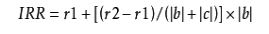 IRR = r1 + [(r2 − r1) / (|b| + |c|)] × |b|